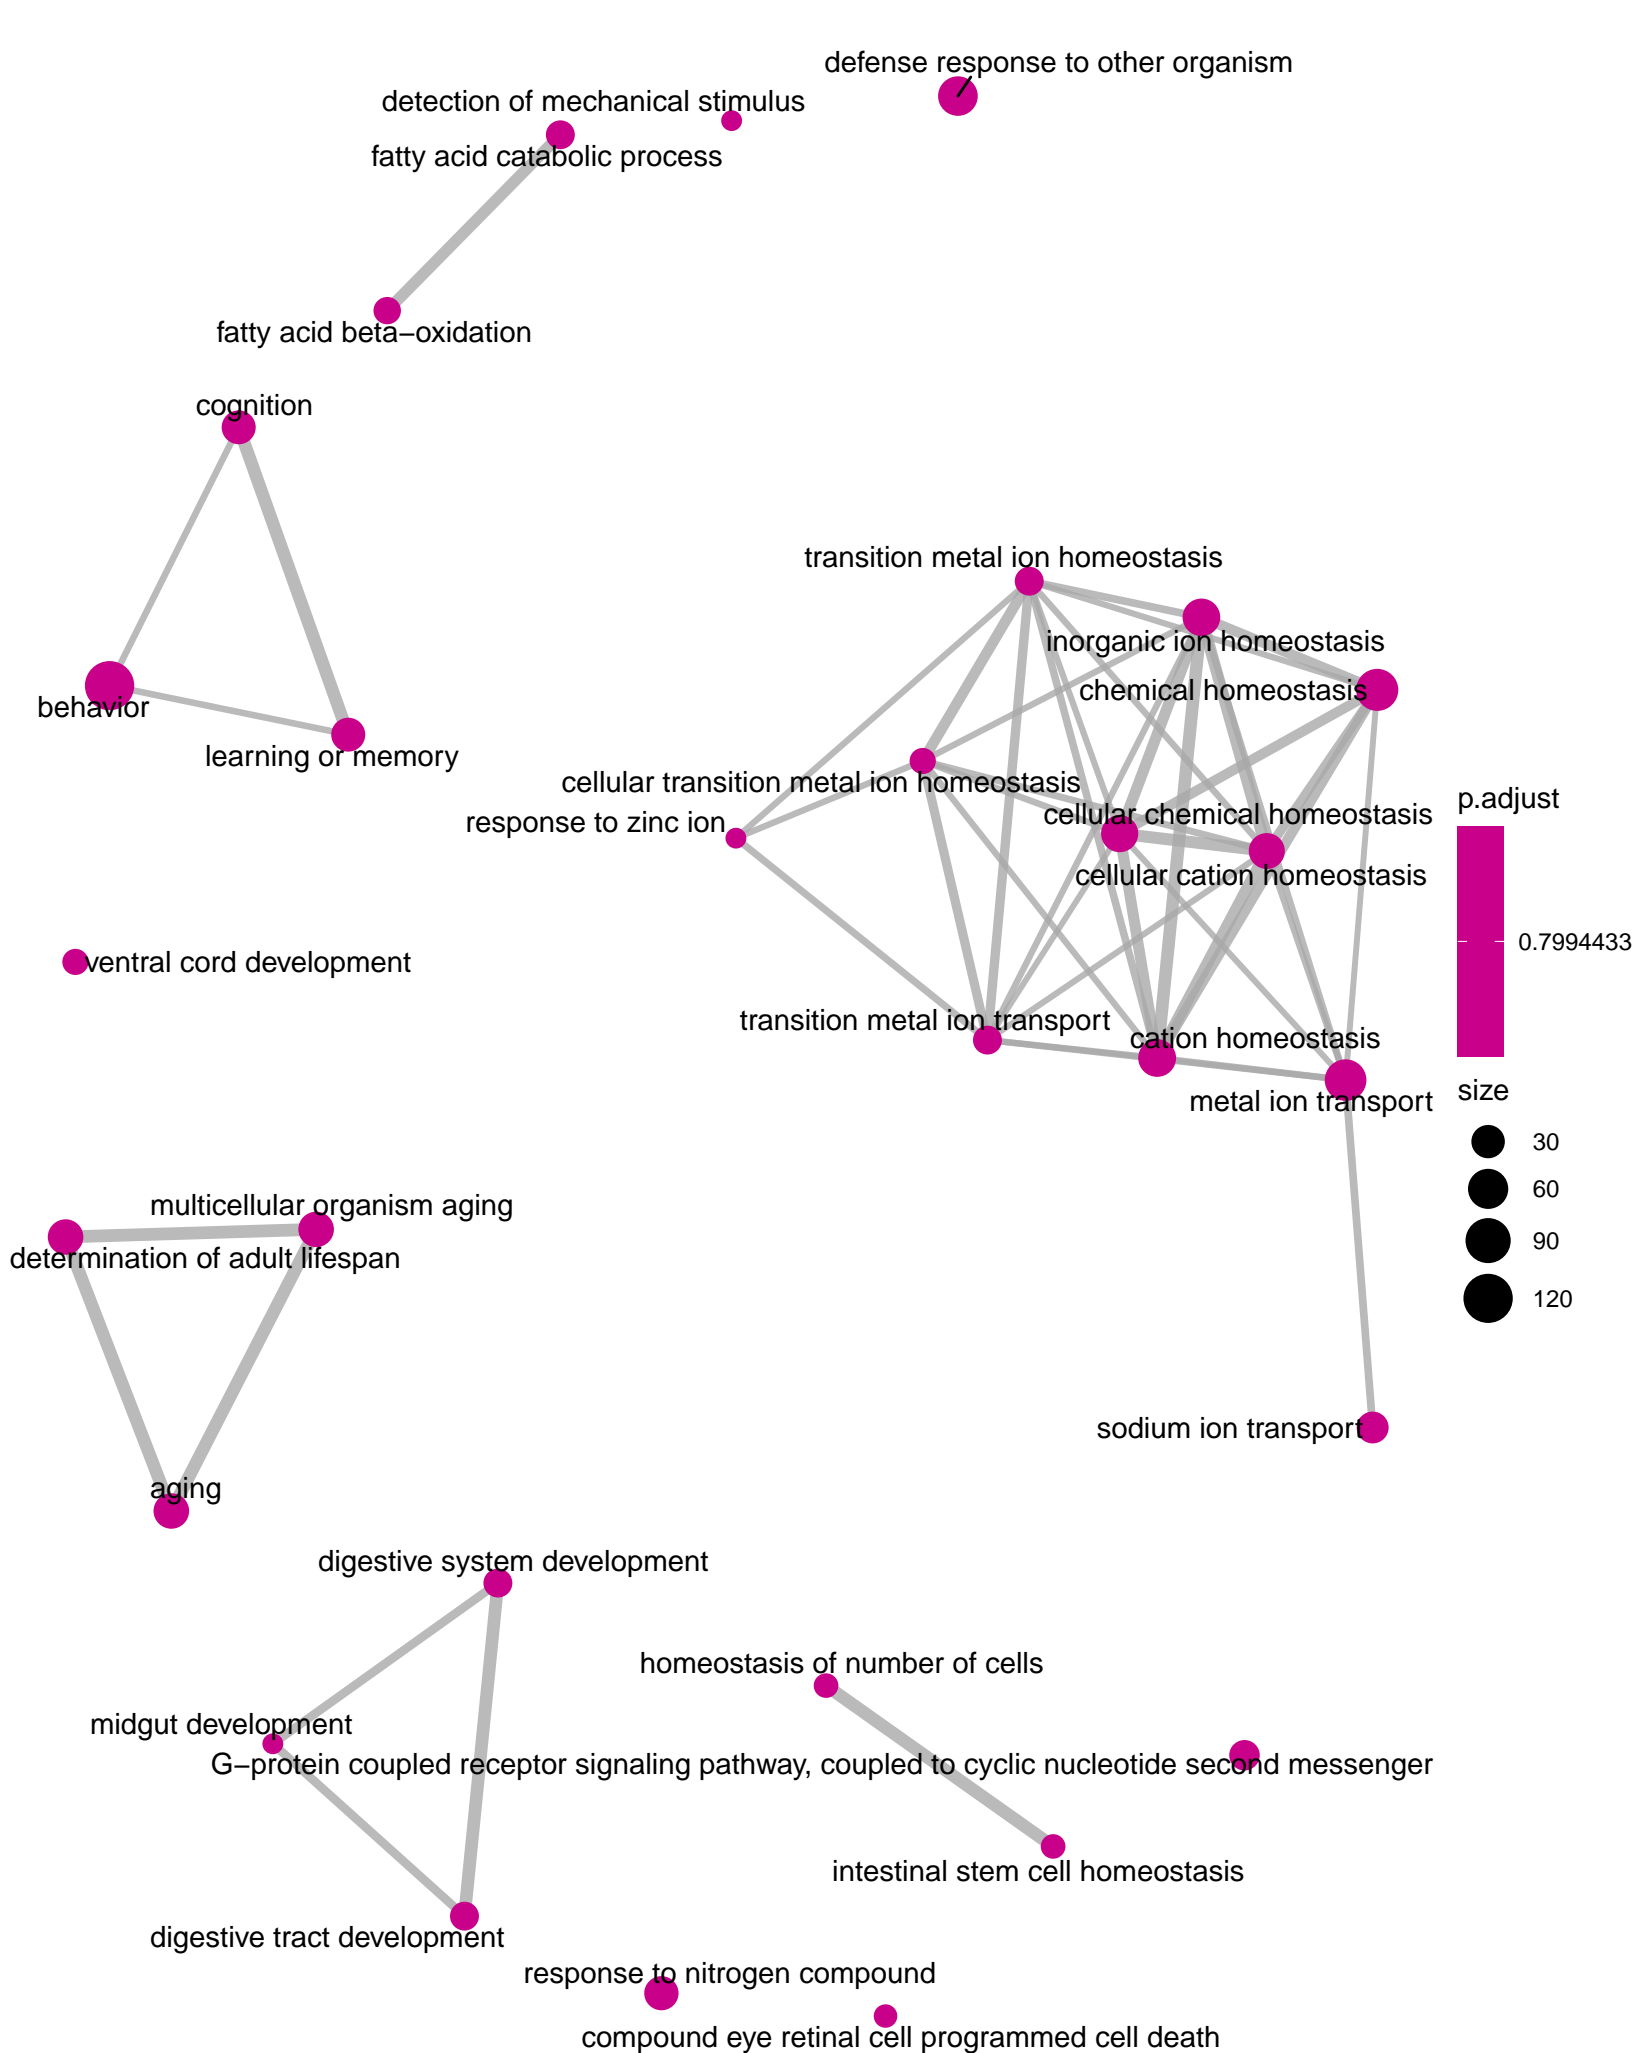 defense response to other organism
detection of mechanical stimulus
fatty acid catabolic process
fatty acid beta−oxidation
cognition
transition metal ion homeostasis
inorganic ion homeostasis
chemical homeostasis
behavior
learning or memory
cellular transition metal ion homeostasis
response to zinc ion
cellular chemical homeostasis
cellular cation homeostasis
p.adjust
0.7994433
ventral cord development
transition metal ion transport
cation homeostasis
metal ion transport
size
30
60
90
120
multicellular organism aging
determination of adult lifespan
sodium ion transport
aging
digestive system development
homeostasis of number of cells
midgut development
G−protein coupled receptor signaling pathway, coupled to cyclic nucleotide second messenger
intestinal stem cell homeostasis
digestive tract development
response to nitrogen compound
compound eye retinal cell programmed cell death